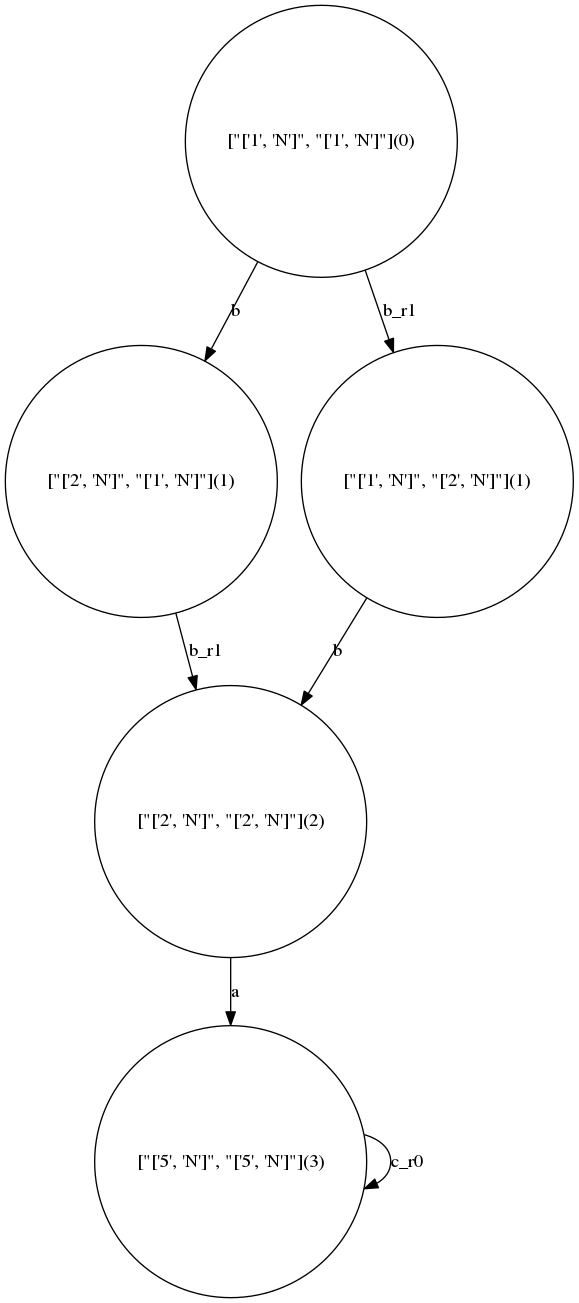 ["['1', 'N']", "['1', 'N']"](0)
b
b_r1
["['2', 'N']", "['1', 'N']"](1)
["['1', 'N']", "['2', 'N']"](1)
b_r1
b
["['2', 'N']", "['2', 'N']"](2)
a
["['5', 'N']", "['5', 'N']"](3)
c_r0